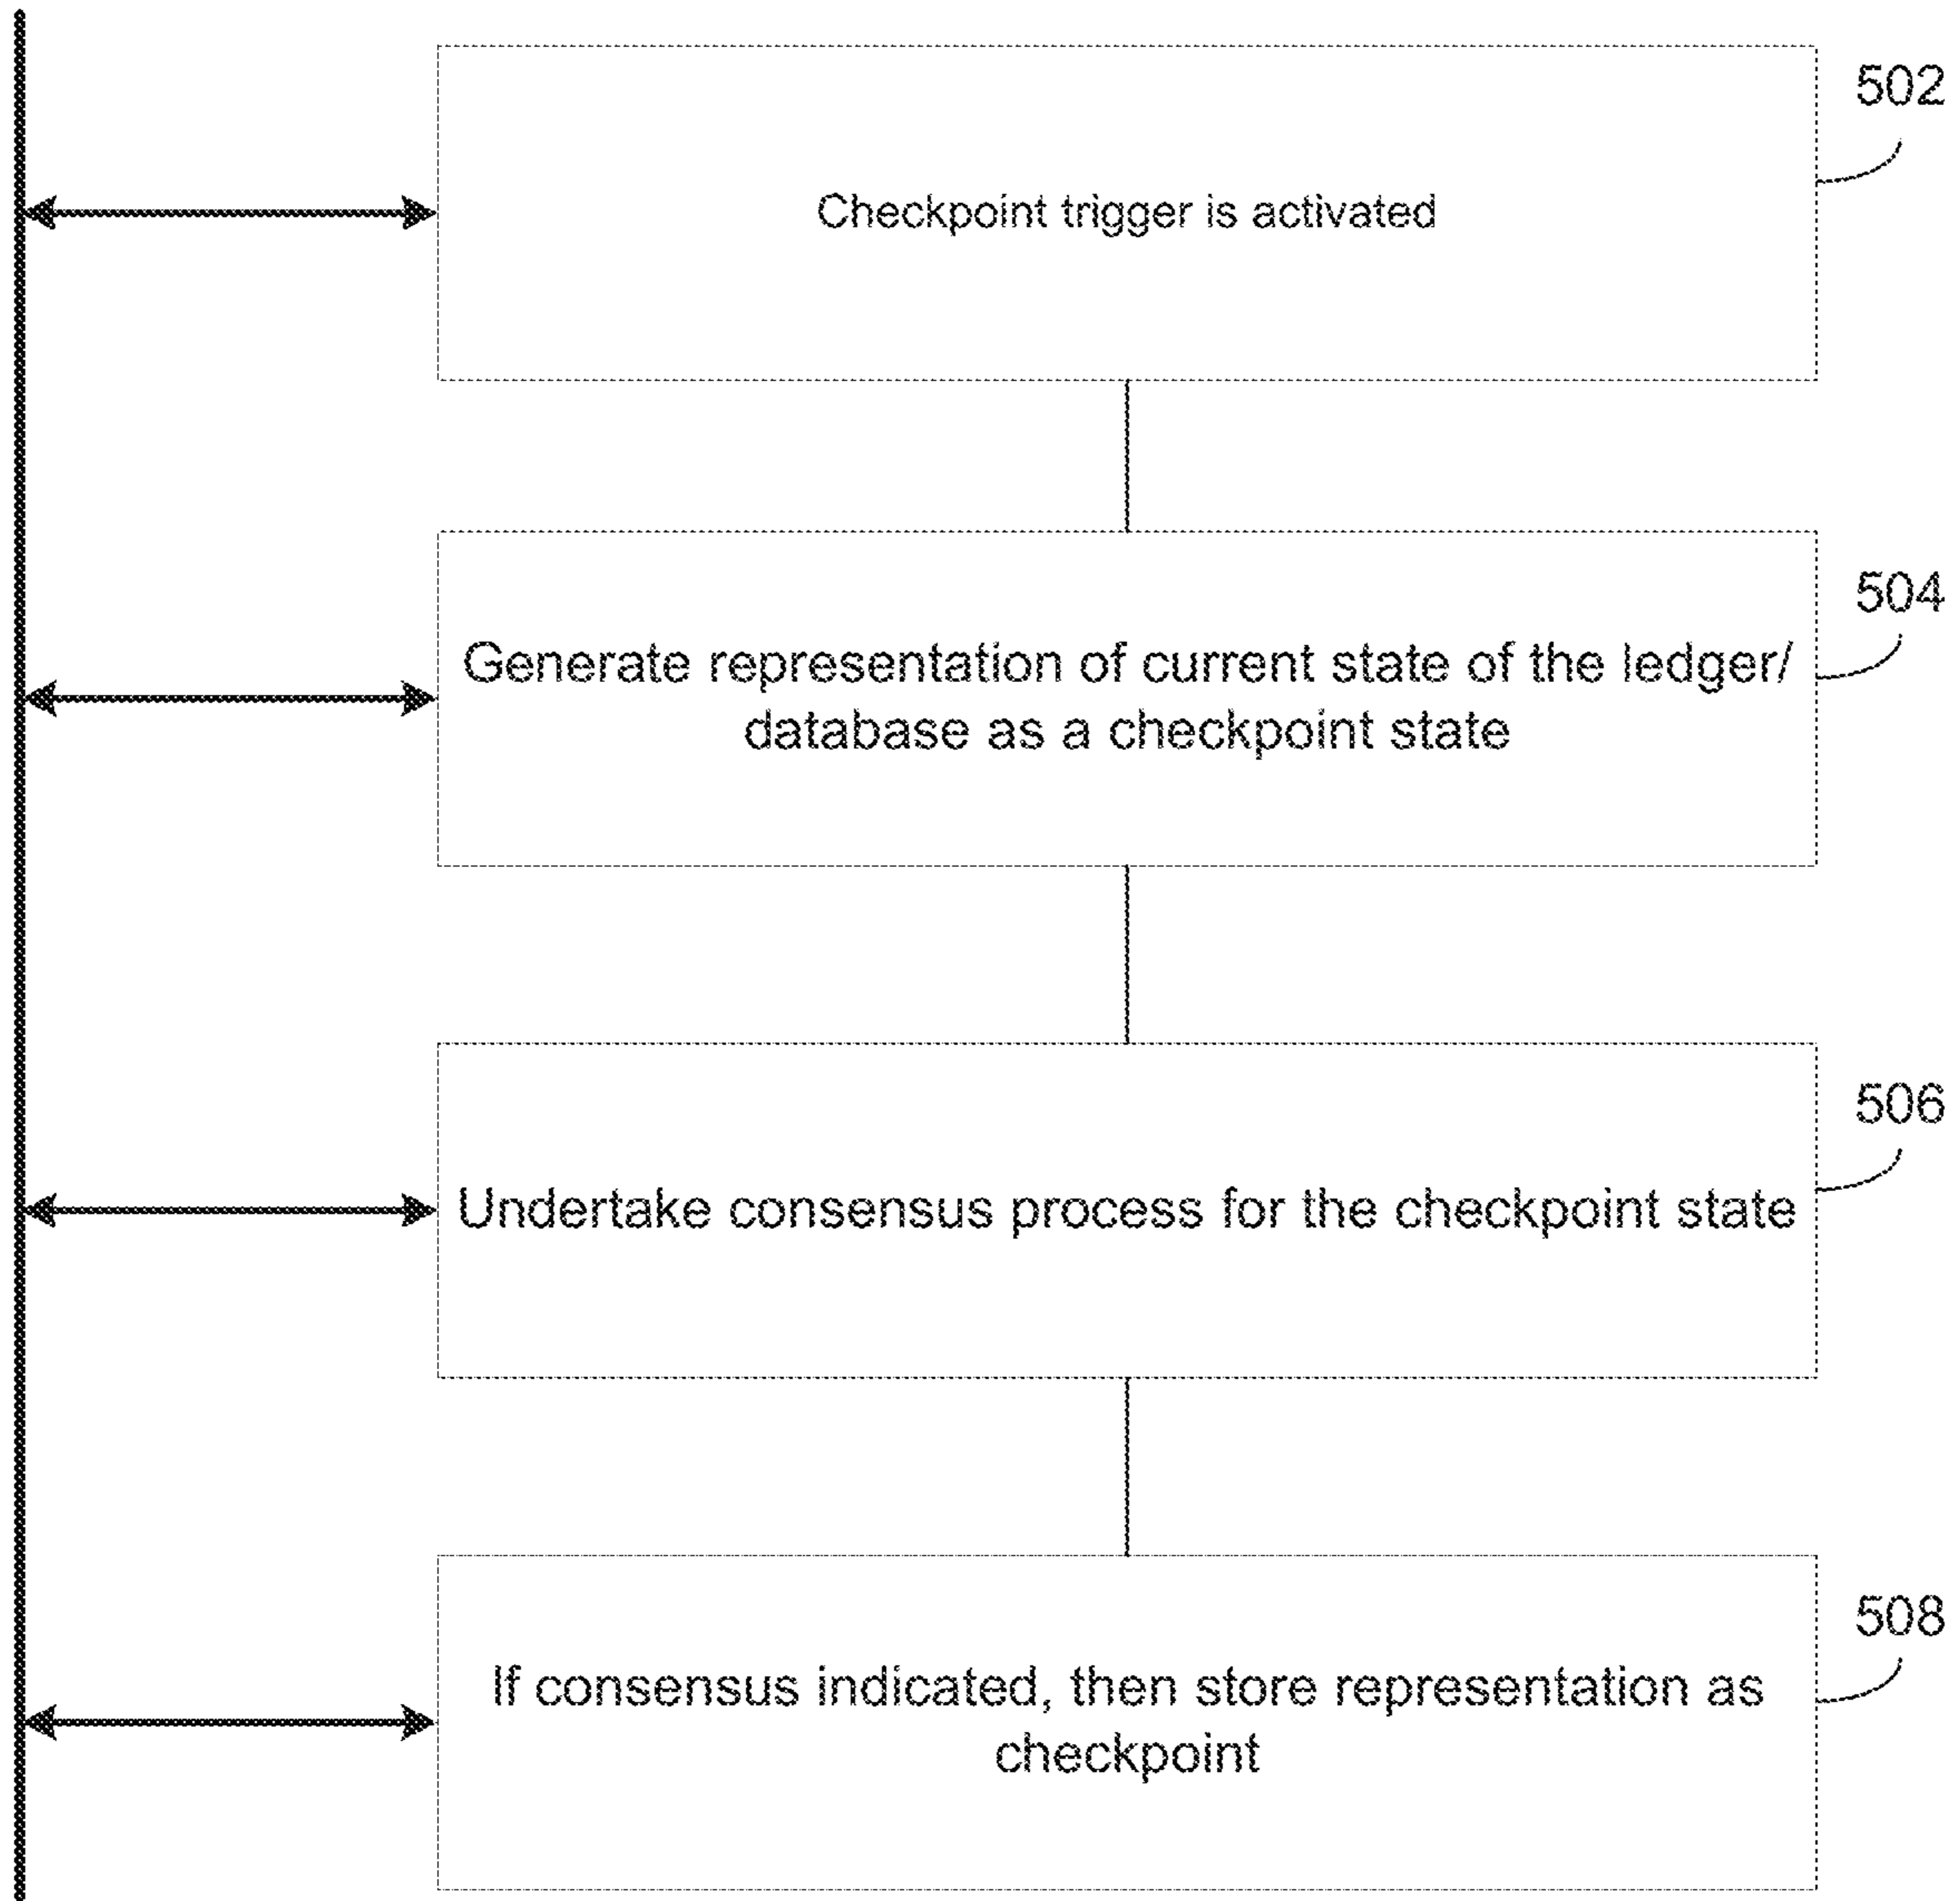 502
Checkpoint trigger is activated
504
Generate representation of current state of the ledger/
database as a checkpoint state
506
Undertake consensus process for the checkpoint state
508
If consensus indicated, then store representation as
checkpoint